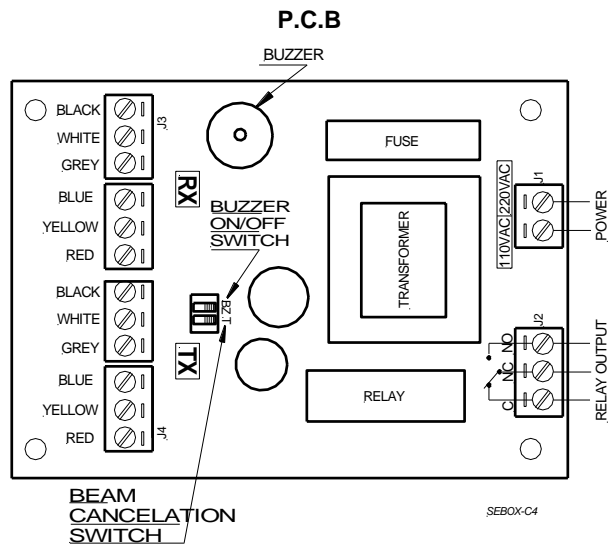 P.C.B
BUZZER
BLACK
WHITE
GREY
J3
BLUE
YELLOW
RED
RX
BUZZER
ON/OFF
SWITCH
FUSE
TRANSFORMER
110VAC 220VAC
J1
POWER
BLACK
WHITE
GREY
BZ.T
TX
BLUE
YELLOW
RED
J4
RELAY
J2
NO
NC
C
RELAY OUTPUT
BEAM
CANCELATION
SWITCH
SEBOX-C4